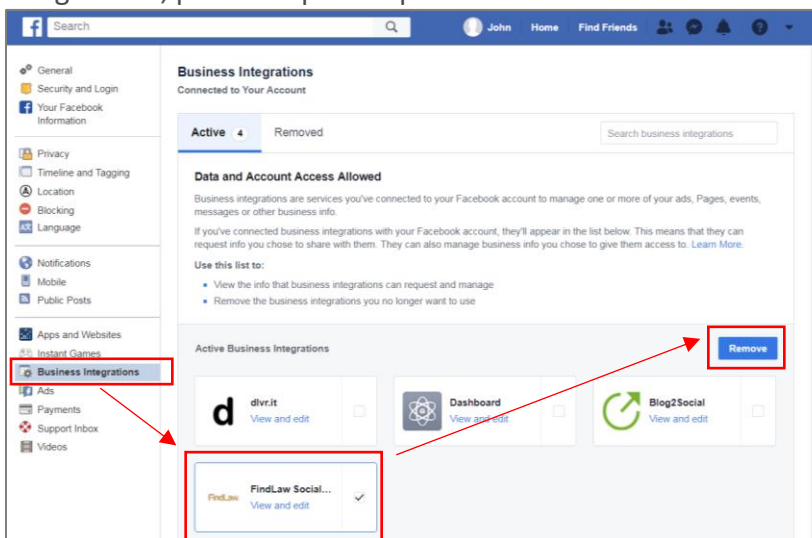 Search
John Home Find Friends
General
Security and Login
Your Facebook
Information
Privacy
Timeline and Tagging
Location
Blocking
Language
Notifications
Mobile
Public Posts
Apps and Websites
Instant Games
Business Integrations
Ads
Payments
Support Inbox
Videos
Business Integrations
Connected to Your Account
Active 4 Removed
Search business integrations
Data and Account Access Allowed
Business integrations are services you've connected to your Facebook account to manage one or more of your ads, Pages, events,
messages or other business info.
If you've connected business integrations with your Facebook account, they'll appear in the list below. This means that they can
request info you chose to share with them. They can also manage business info you chose to give them access to. Learn More.
Use this list to:
View the info that business integrations can request and manage
Remove the business integrations you no longer want to use
Active Business Integrations
Remove
d dlvr.it
View and edit
Dashboard
View and edit
Blog2Social
View and edit
FindLaw FindLaw Social...
View and edit